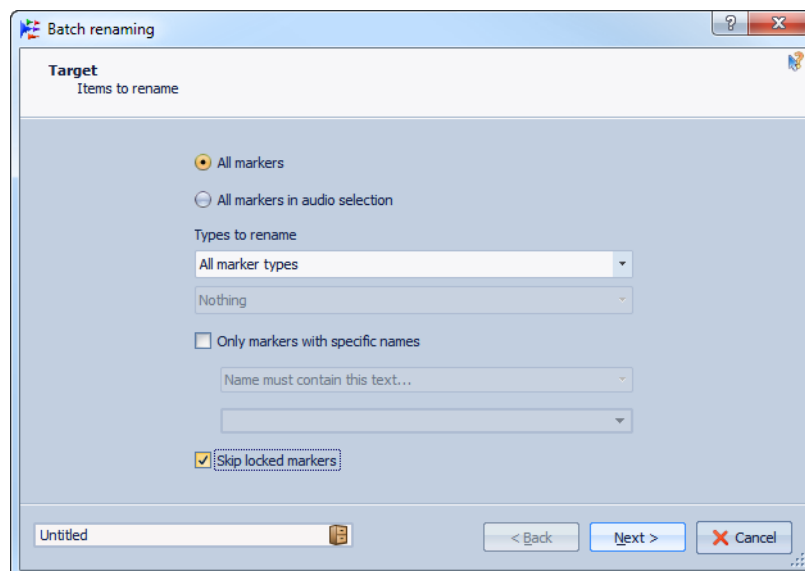 Batch renaming
Target
Items to rename
All markers
All markers in audio selection
Types to rename
All marker types
Nothing
Only markers with specific names
Name must contain this text...
Skip locked markers
Untitled
< Back
Next >
Cancel